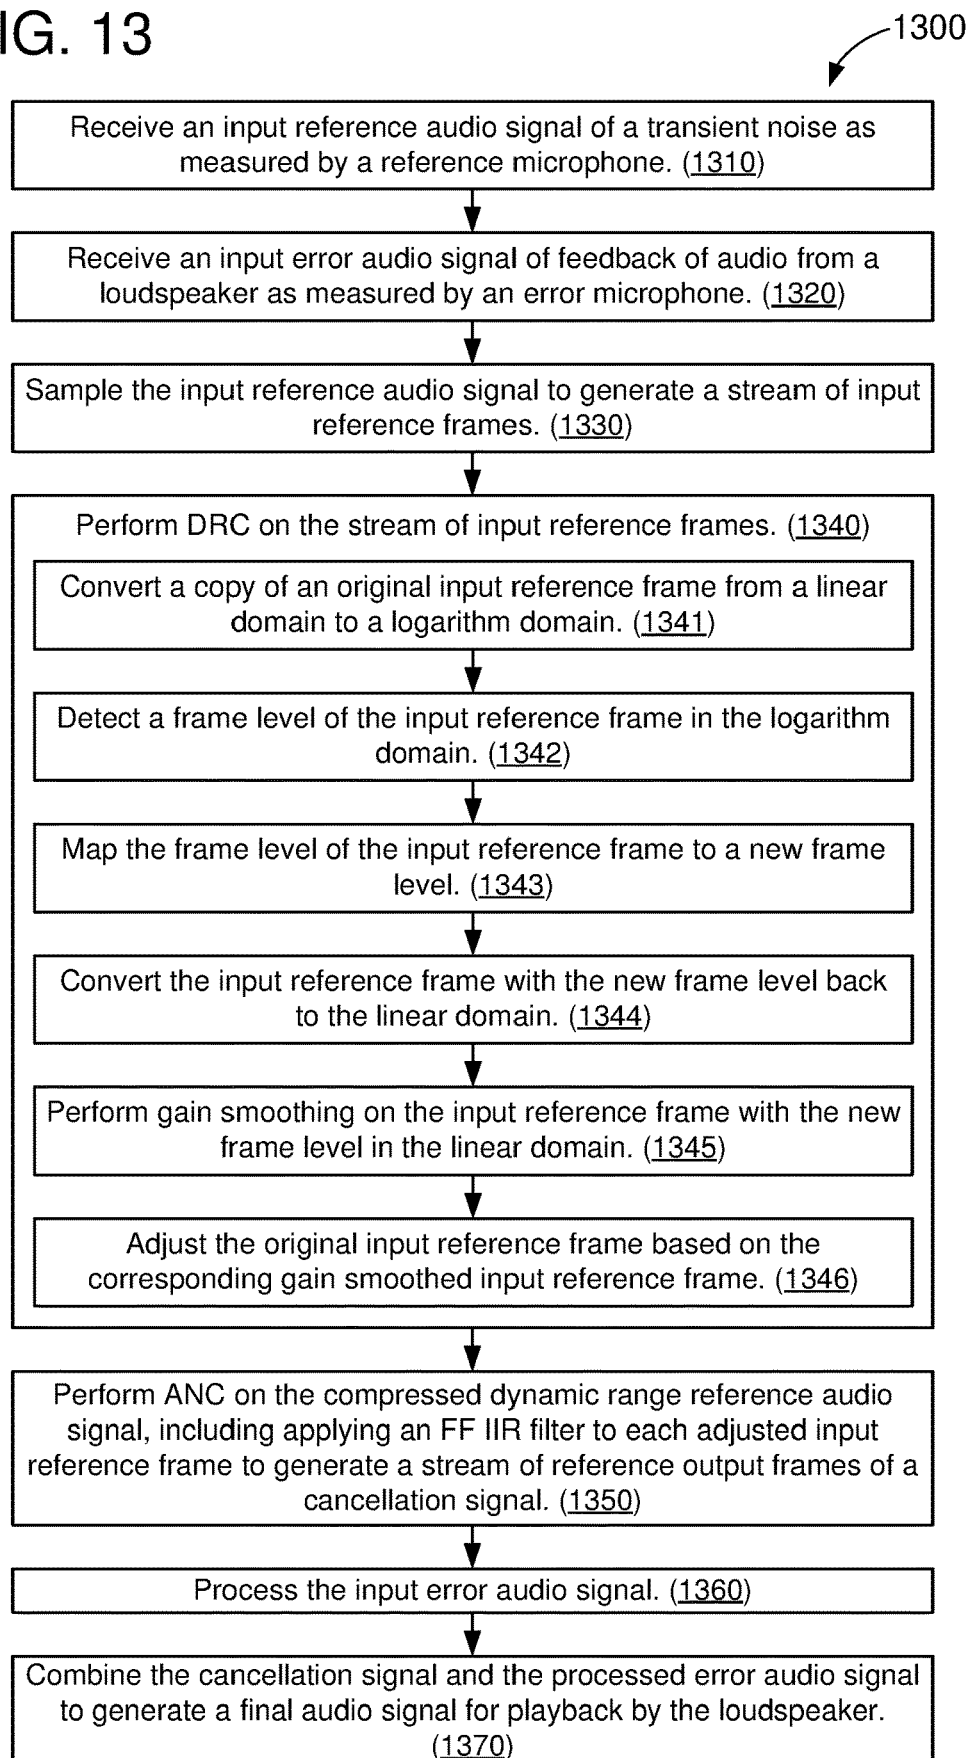 IG. 13
1300
Receive an input reference audio signal of a transient noise as
measured by a reference microphone. (1310)
Receive an input error audio signal of feedback of audio from a
loudspeaker as measured by an error microphone. (1320)
Sample the input reference audio signal to generate a stream of input
reference frames. (1330)
Perform DRC on the stream of input reference frames. (1340)
Convert a copy of an original input reference frame from a linear
domain to a logarithm domain. (1341)
Detect a frame level of the input reference frame in the logarithm
domain. (1342)
Map the frame level of the input reference frame to a new frame
level. (1343)
Convert the input reference frame with the new frame level back
to the linear domain. (1344)
Perform gain smoothing on the input reference frame with the new
frame level in the linear domain. (1345)
Adjust the original input reference frame based on the
corresponding gain smoothed input reference frame. (1346)
Perform ANC on the compressed dynamic range reference audio
signal, including applying an FF IIR filter to each adjusted input
reference frame to generate a stream of reference output frames of a
cancellation signal. (1350)
Process the input error audio signal. (1360)
Combine the cancellation signal and the processed error audio signal
to generate a final audio signal for playback by the loudspeaker.
(1370)